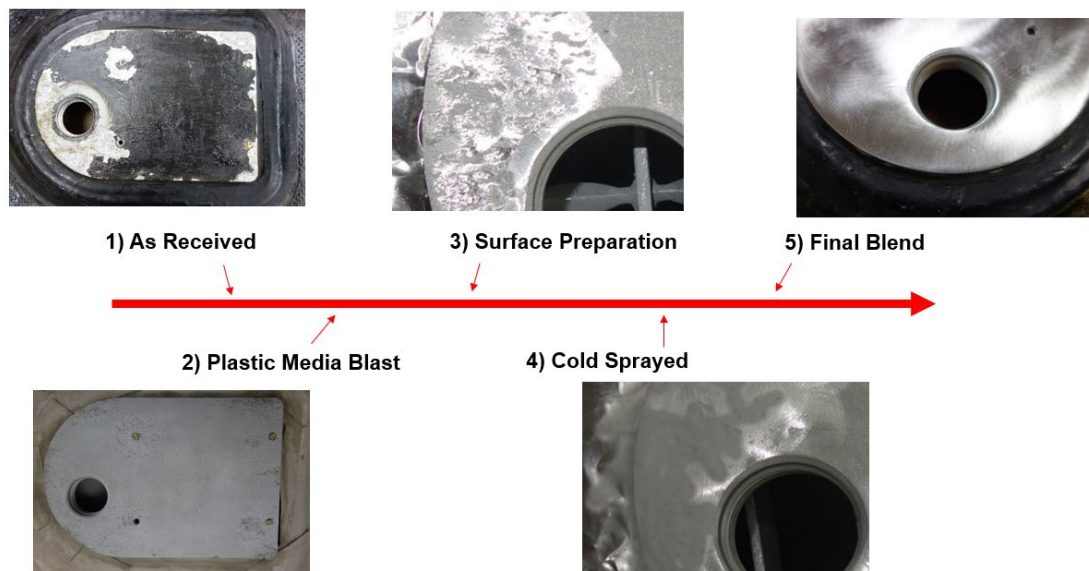 1) As Received
3) Surface Preparation
5) Final Blend
2) Plastic Media Blast
4) Cold Sprayed